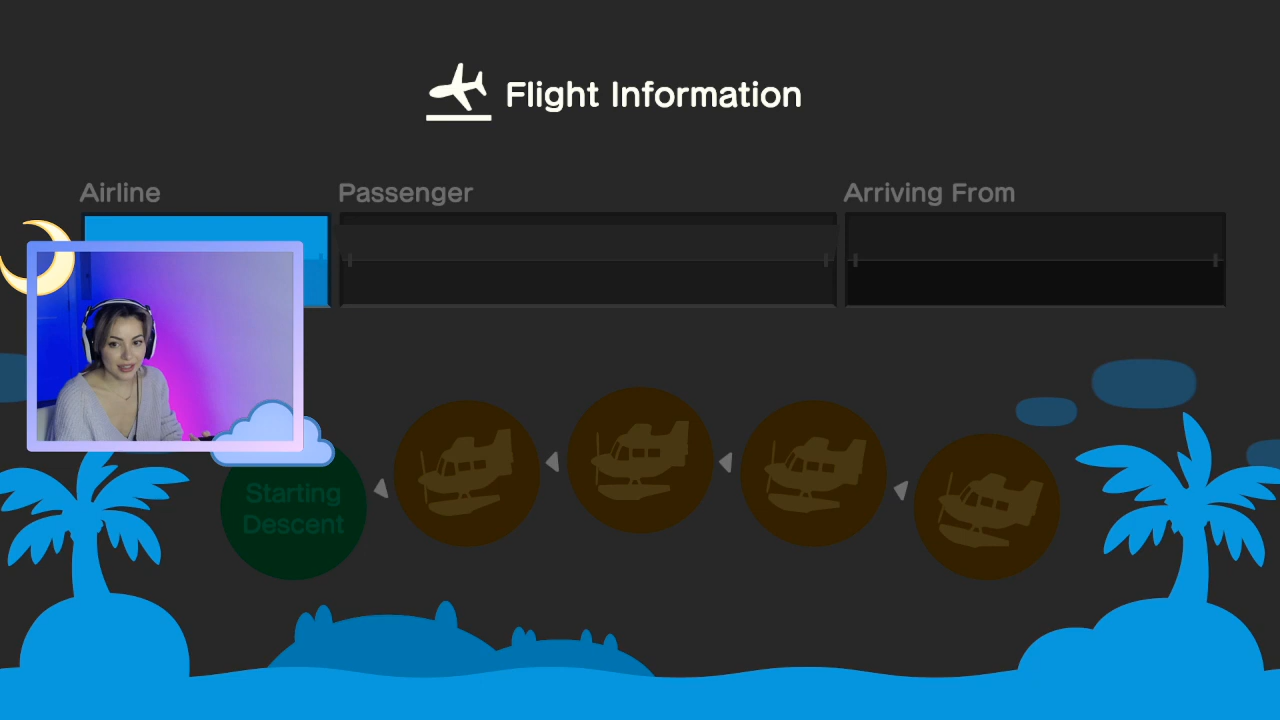 Flight Information
Airline
Passenger
Arriving From
Starting
Descent